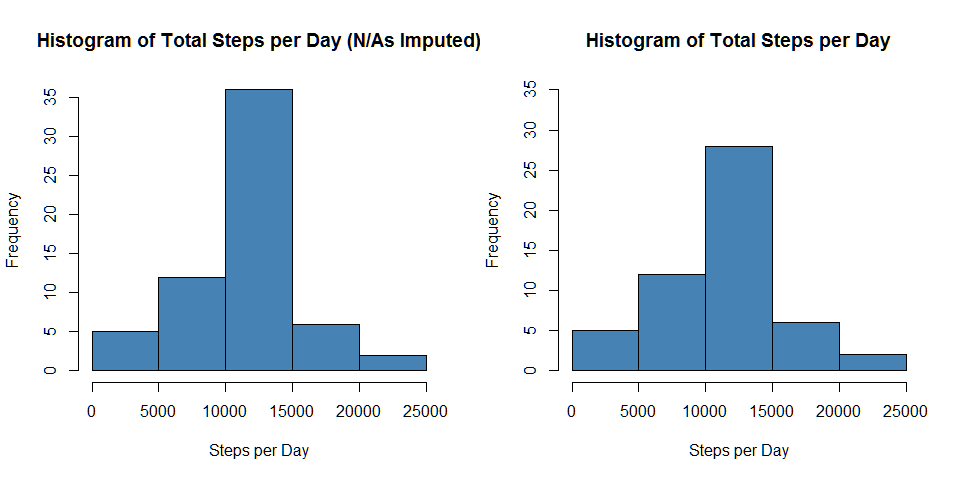 Histogram of Total Steps per Day (N/As Imputed)
Frequency
35
30
25
20
15
10
5
0
0 5000 10000 15000 20000 25000
Steps per Day
Histogram of Total Steps per Day
Frequency
35
30
25
20
15
10
5
0
0 5000 10000 15000 20000 25000
Steps per Day